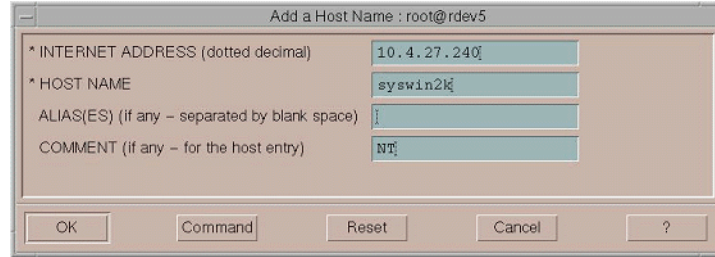 Add a Host Name : root@rdev5
* INTERNET ADDRESS (dotted decimal) 10.4.27.240
* HOST NAME syswin2k
ALIAS(ES) (if any – separated by blank space)
COMMENT (if any – for the host entry) NT
OK Command Reset Cancel ?